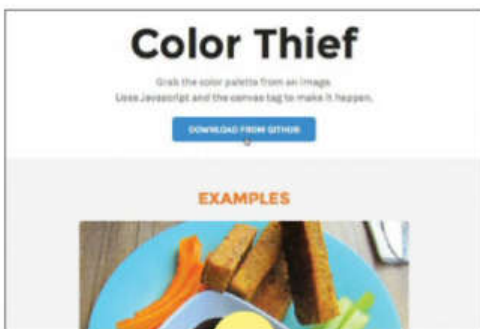 Color Thief
Grab the color palette from an image.
Uses Javascript and the canvas tag to make it happen.
DOWNLOAD FROM GITHUB
EXAMPLES